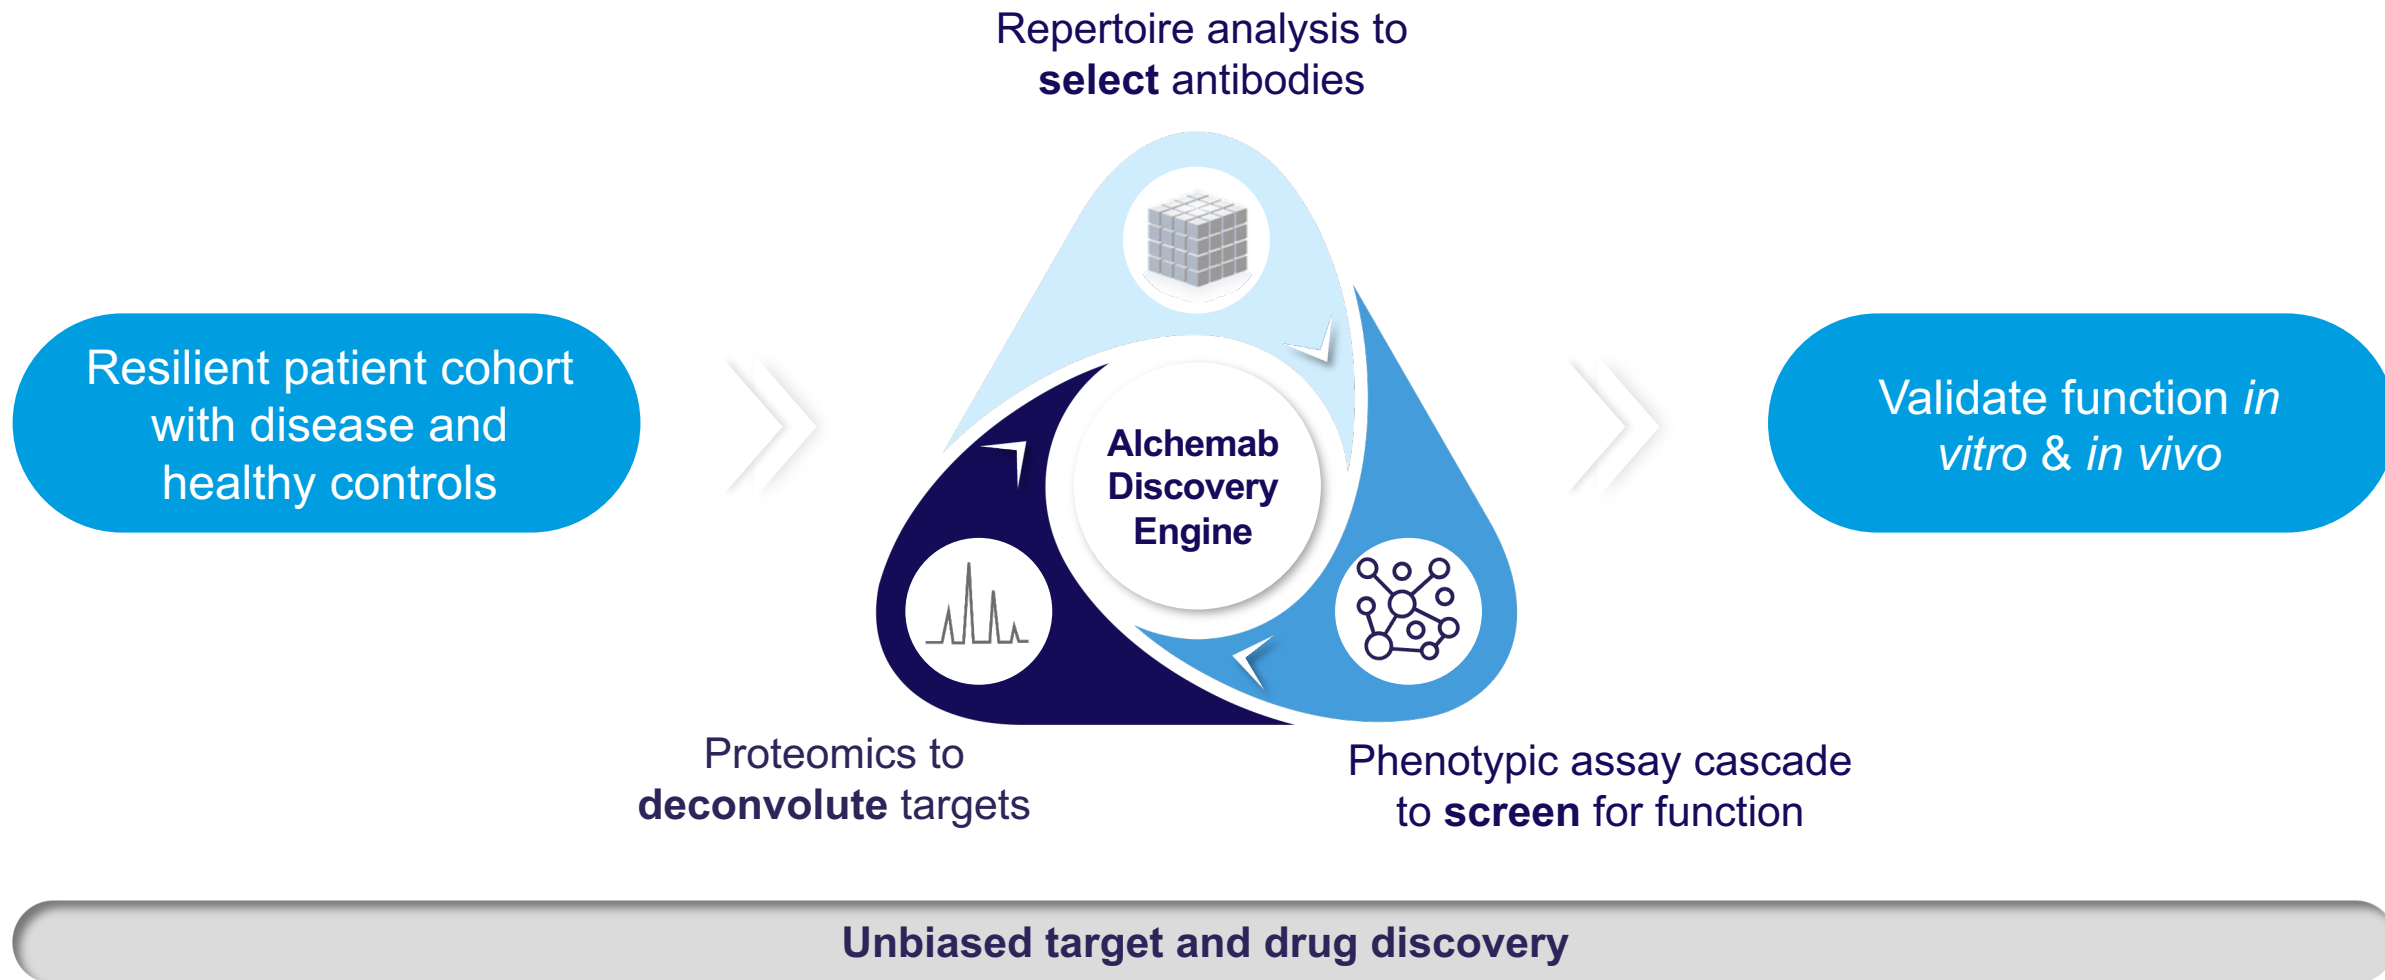 Repertoire analysis to
select antibodies
Resilient patient cohort
with disease and
healthy controls
Alchemab
Discovery
Engine
Validate function in
vitro & in vivo
Proteomics to
deconvolute targets
Phenotypic assay cascade
to screen for function
Unbiased target and drug discovery